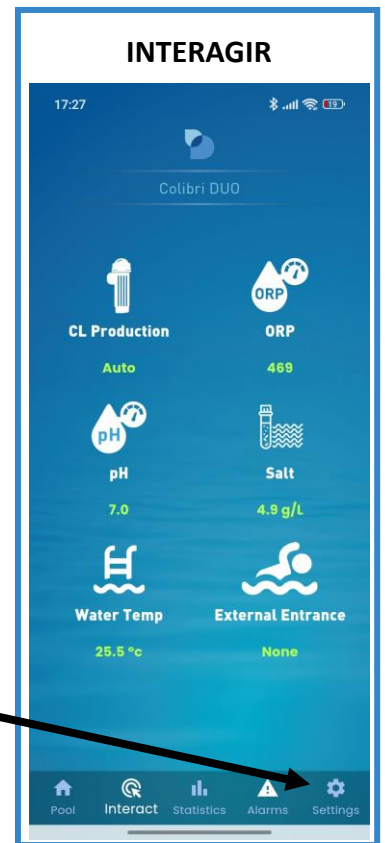 INTERAGIR
17:27
19
Colibri DUO
ORP
CL Production
ORP
Auto
469
pH
pH
Salt
7.0
4.9 g/L
Water Temp
External Entrance
25.5 °c
None
Pool
Interact
Statistics
Alarms
Settings